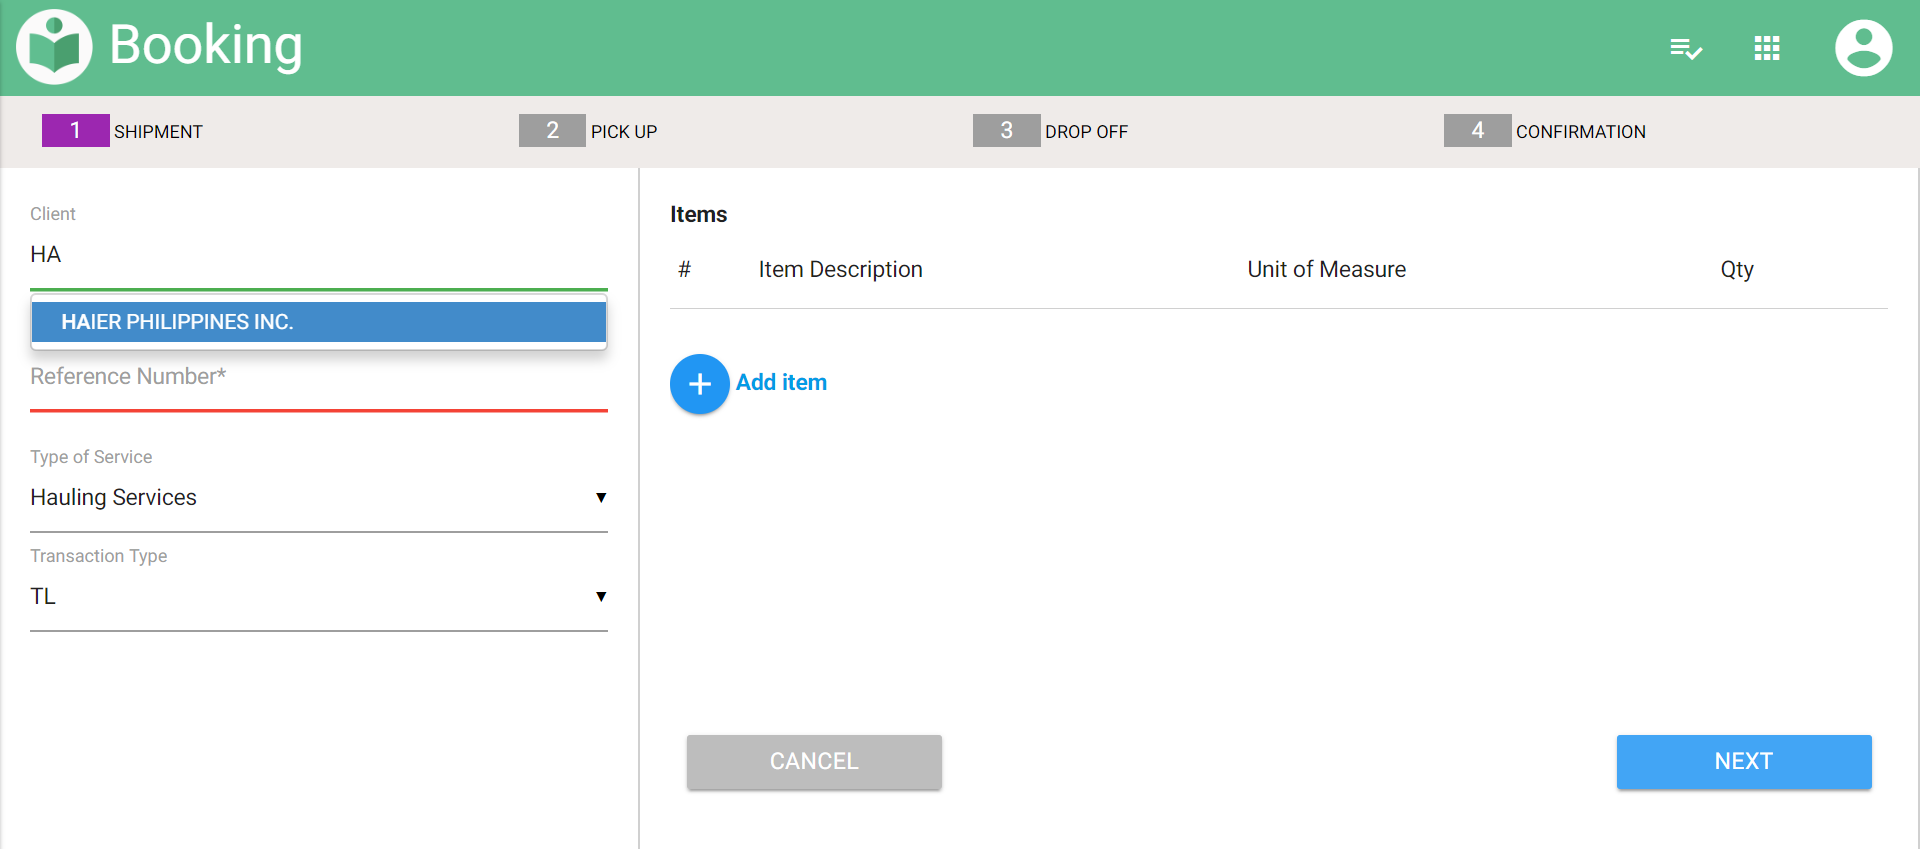 Booking
1 SHIPMENT 2 PICK UP 3 DROP OFF 4 CONFIRMATION
Client
HA
HAIER PHILIPPINES INC.
Reference Number*
Type of Service
Hauling Services
Transaction Type
TL
Items
# Item Description Unit of Measure Qty
Add item
CANCEL NEXT